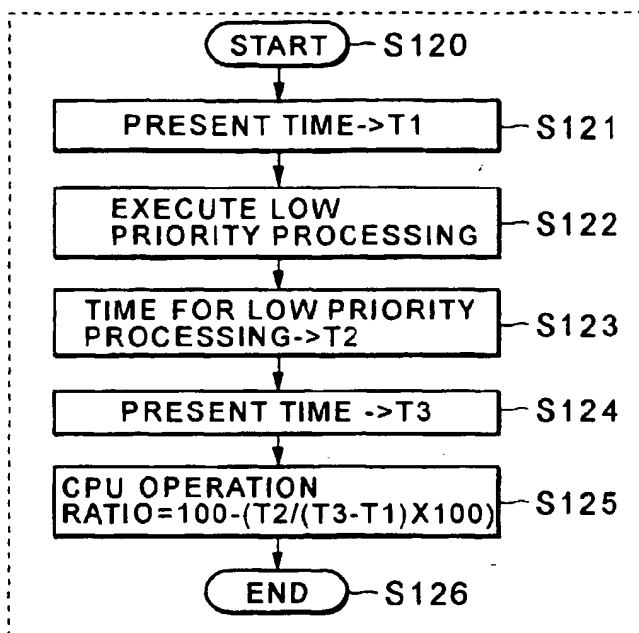 START S120
PRESENT TIME->T1 S121
EXECUTE LOW
PRIORITY PROCESSING S122
TIME FOR LOW PRIORITY
PROCESSING->T2 S123
PRESENT TIME ->T3 S124
CPU OPERATION
RATIO=100-(T2/(T3-T1)X100) S125
END S126